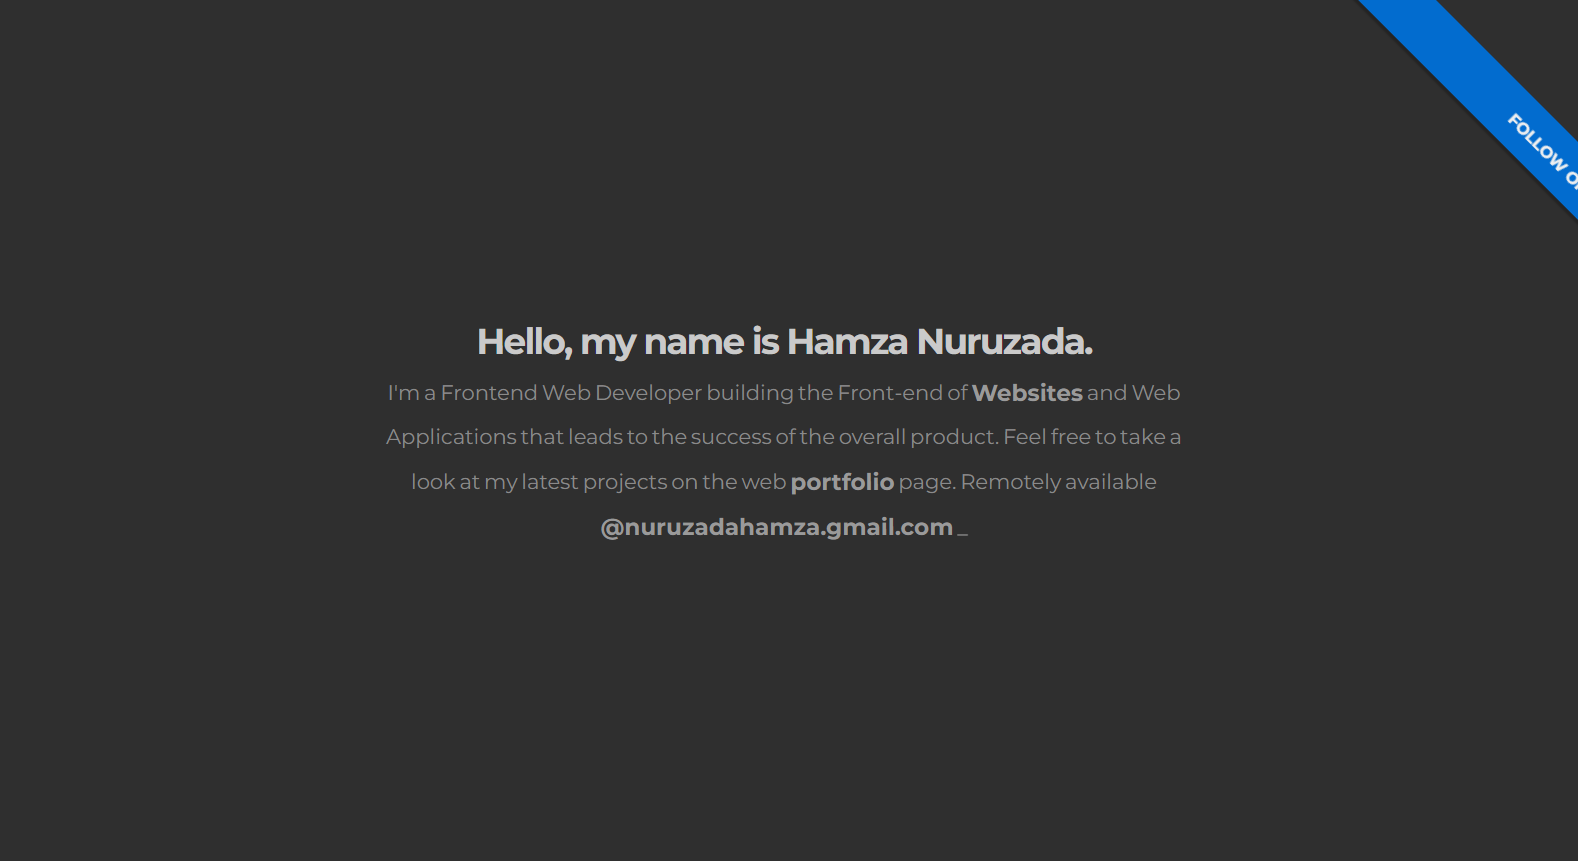 FOLLOW
Hello, my name is Hamza Nuruzada.
I'm a Frontend Web Developer building the Front-end of Websites and Web
Applications that leads to the success of the overall product. Feel free to take a
look at my latest projects on the web portfolio page. Remotely available
@nuruzadahamza.gmail.com _